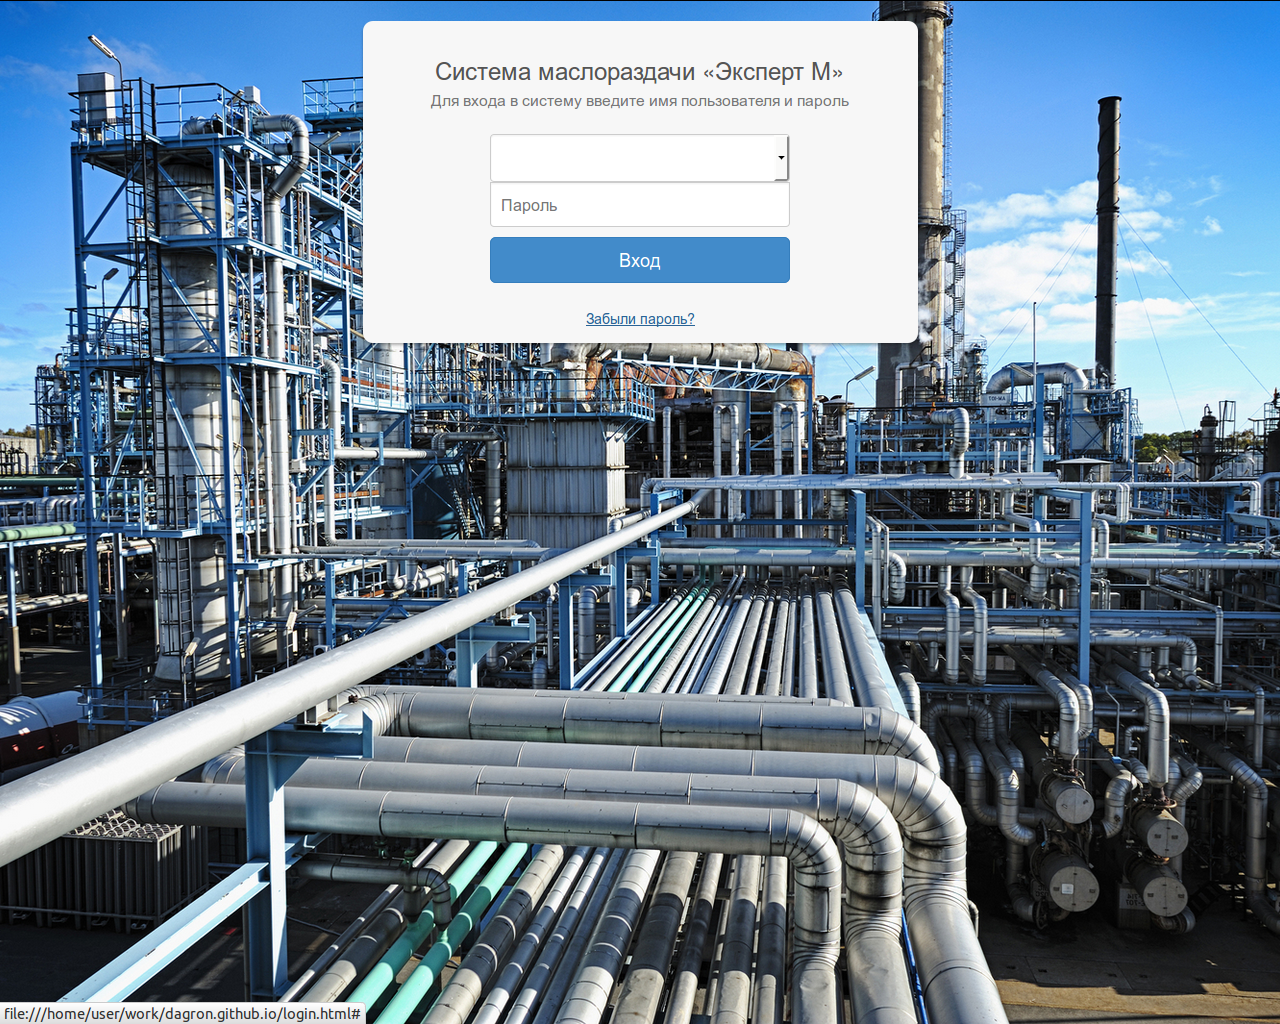 Система маслораздачи «Эксперт М»
Для входа в систему введите имя пользователя и пароль
Пароль
Вход
Забыли пароль?
file:///home/user/work/dagron.github.io/login.html#